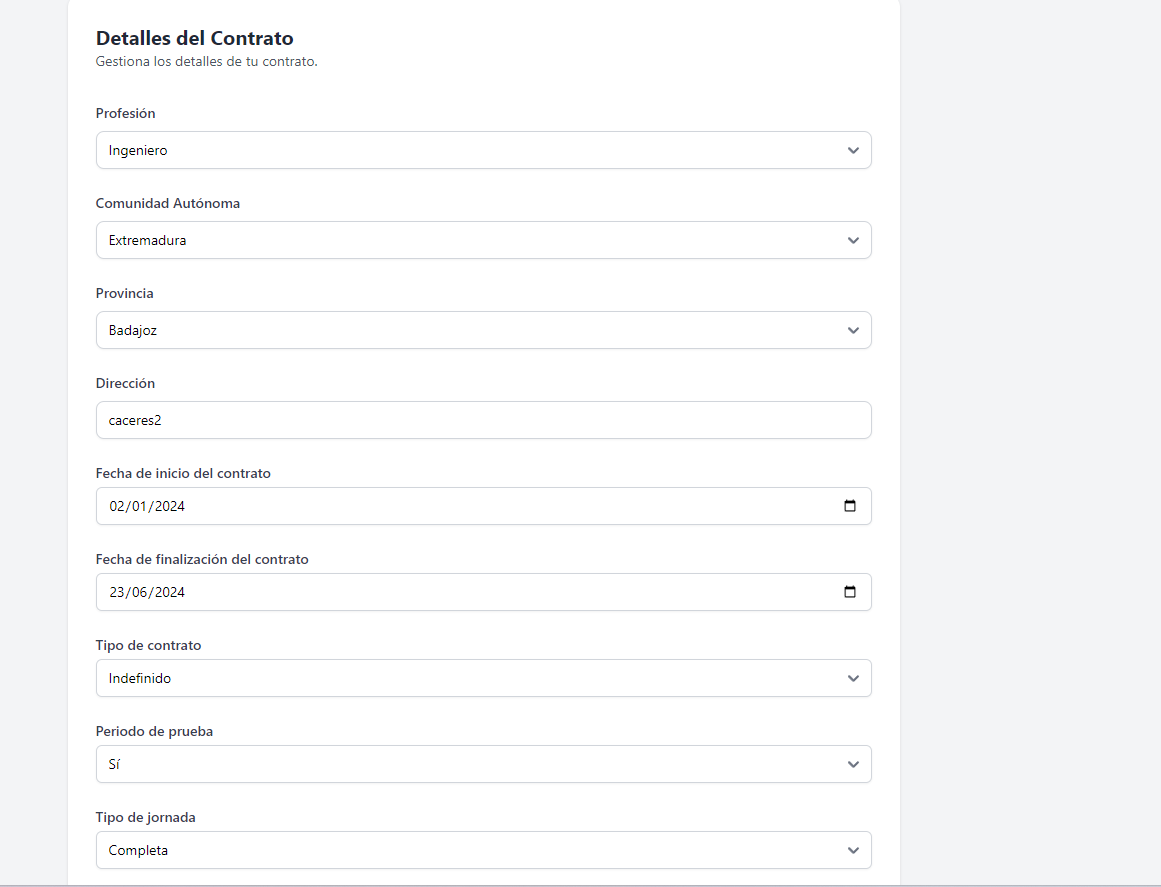 Detalles del Contrato
Gestiona los detalles de tu contrato.
Profesión
Ingeniero
Comunidad Autónoma
Extremadura
Provincia
Badajoz
Dirección
caceres2
Fecha de inicio del contrato
02/01/2024
Fecha de finalización del contrato
23/06/2024
Tipo de contrato
Indefinido
Periodo de prueba
Sí
Tipo de jornada
Completa